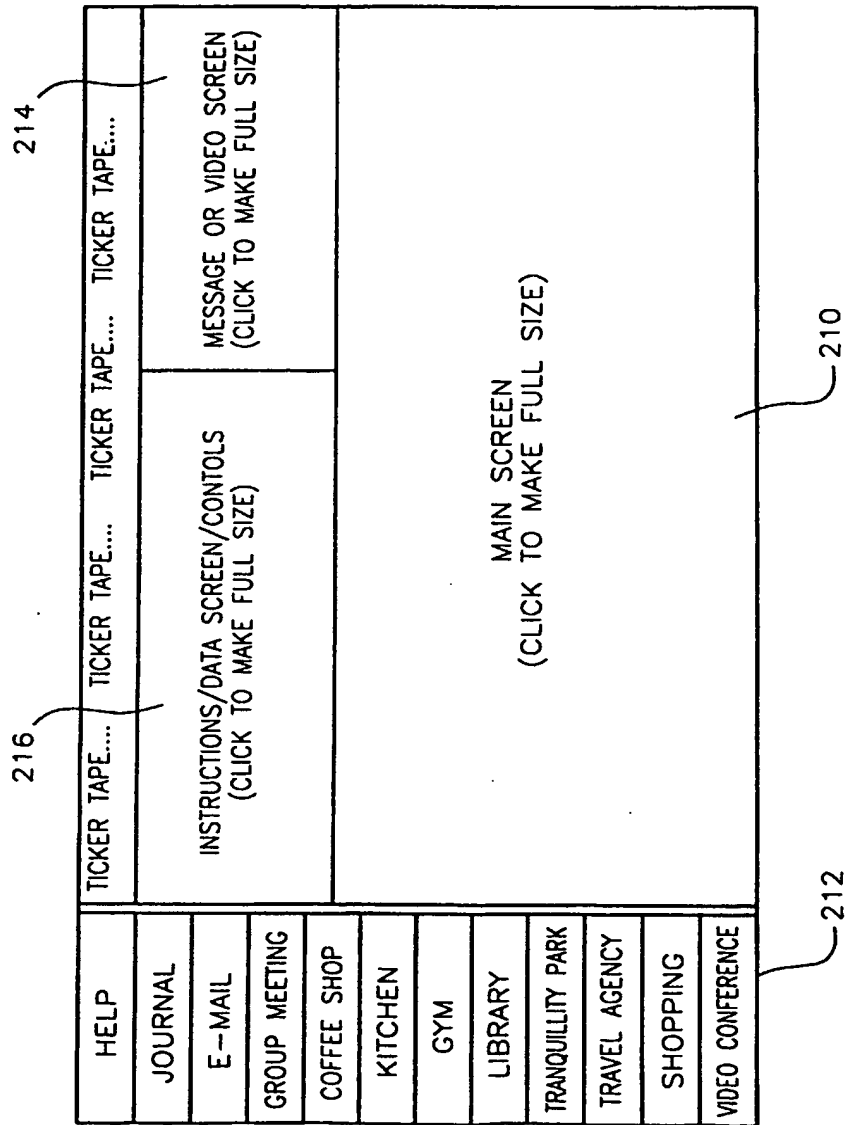 214
216
HELP
JOURNAL
E-MAIL
GROUP MEETING
COFFEE SHOP
KITCHEN
GYM
LIBRARY
TRANQUILLITY PARK
TRAVEL AGENCY
SHOPPING
VIDEO CONFERENCE
TICKER TAPE.... TICKER TAPE.... TICKER TAPE.... TICKER TAPE....
INSTRUCTIONS/DATA SCREEN/CONTOLS
(CLICK TO MAKE FULL SIZE)
MESSAGE OR VIDEO SCREEN
(CLICK TO MAKE FULL SIZE)
MAIN SCREEN
(CLICK TO MAKE FULL SIZE)
212
210